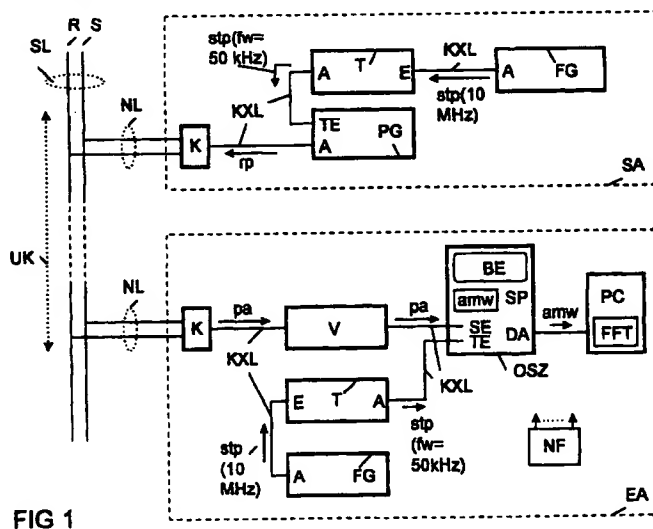 R S
SL
NL
UK
stp(fw=
50 kHz)
A T E
KXL
A FG
stp(10
MHz)
KXL
TE
A PG
K
KXL
rp
SA
NL
K
pa
KXL
V
pa
KXL
BE
amw SP
SE
TE
DA
OSZ
amw
PC
FFT
E T A
KXL
stp
(fw=
50kHz)
stp
(10
MHz)
A FG
NF
EA
FIG 1